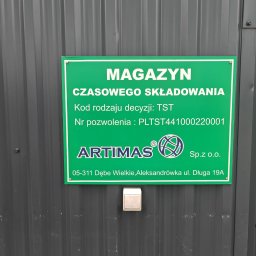 MAGAZYN
CZASOWEGO SKŁADOWANIA
Kod rodzaju decyzji: TST
Nr pozwolenia : PLTST441000220001
ARTIMAS® Sp.z o.o.
05-311 Dębe Wielkie,Aleksandrówka ul. Długa 19A